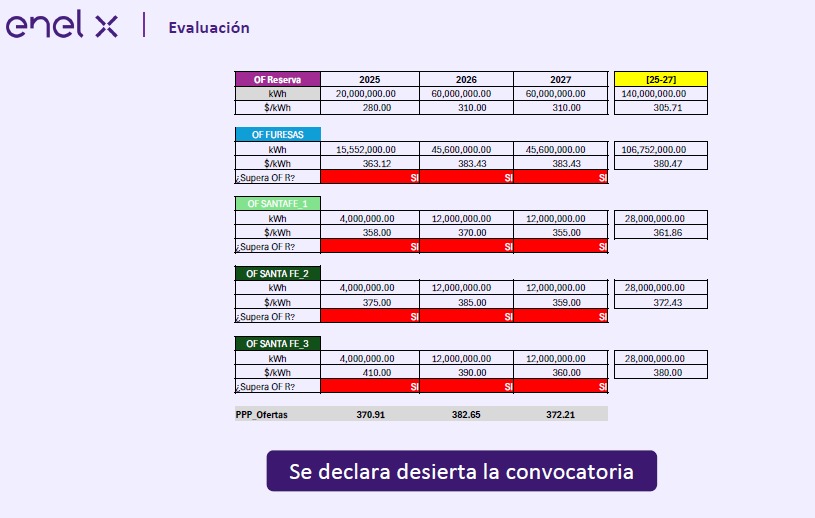 enel x | Evaluación
OF Reserva 2025 2026 2027 [25-27]
kWh 20,000,000.00 60,000,000.00 60,000,000.00 140,000,000.00
$/kWh 280.00 310.00 310.00 305.71
OF FURESAS
kWh 15,552,000.00 45,600,000.00 45,600,000.00 106,752,000.00
$/kWh 363.12 383.43 383.43 380.47
¿Supera OF R? SI SI SI
OF SANTAFE_1
kWh 4,000,000.00 12,000,000.00 12,000,000.00 28,000,000.00
$/kWh 358.00 370.00 355.00 361.86
¿Supera OF R? SI SI SI
OF SANTA FE_2
kWh 4,000,000.00 12,000,000.00 12,000,000.00 28,000,000.00
$/kWh 375.00 385.00 359.00 372.43
¿Supera OF R? SI SI SI
OF SANTA FE_3
kWh 4,000,000.00 12,000,000.00 12,000,000.00 28,000,000.00
$/kWh 410.00 390.00 360.00 380.00
¿Supera OF R? SI SI SI
PPP_Ofertas 370.91 382.65 372.21
Se declara desierta la convocatoria